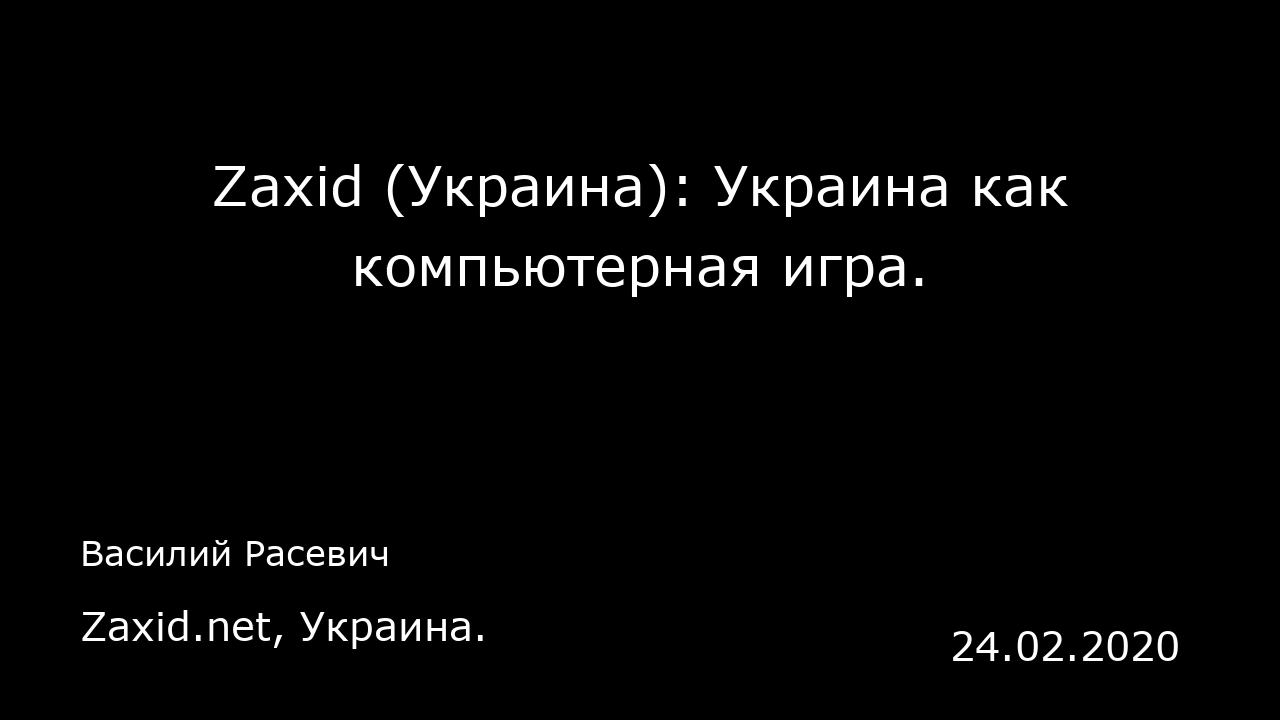 Zaxid (Украина): Украина как
компьютерная игра.
Василий Расевич
Zaxid.net, Украина.
24.02.2020